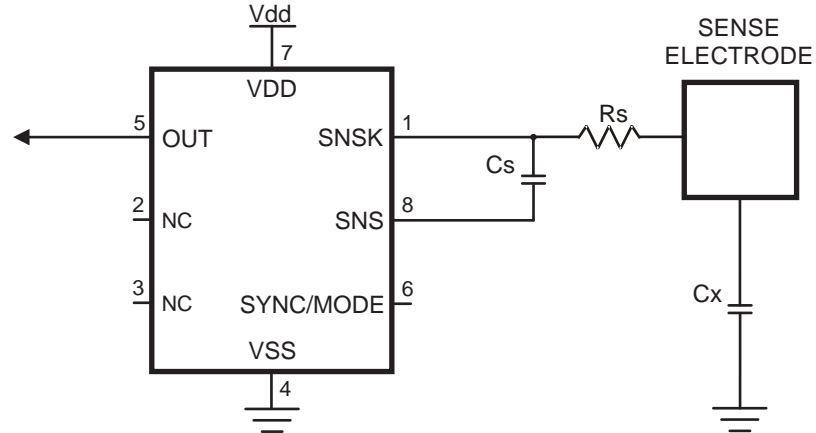 Vdd
7
VDD
SENSE
ELECTRODE
5
OUT
SNSK
1
Rs
Cs
2
NC
SNS
8
3
NC
SYNC/MODE
6
Cx
VSS
4